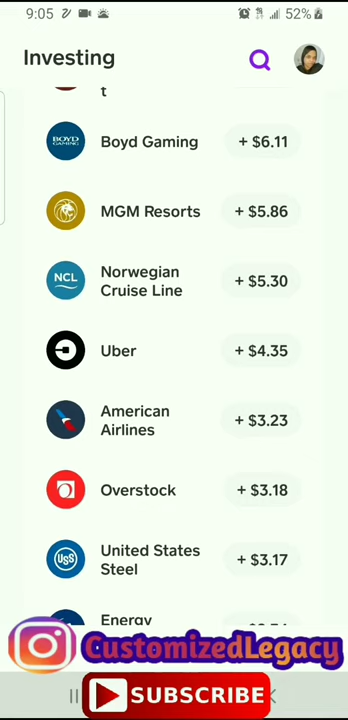 9:05
52%
Investing
t
BOYD
GAMING
Boyd Gaming
+ $6.11
MGM Resorts
+ $5.86
NCL
Norwegian
Cruise Line
+ $5.30
Uber
+ $4.35
American
Airlines
+ $3.23
Overstock
+ $3.18
USS
United States
Steel
+ $3.17
Energy
CustomizedLegacy
SUBSCRIBE